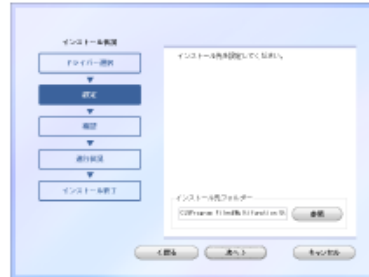 インストール状況
ドライバー選択
設定
確認
進行状況
インストール終了
インストール先を設定してください。
インストール先フォルダー
参照
< 戻る
次へ >
キャンセル